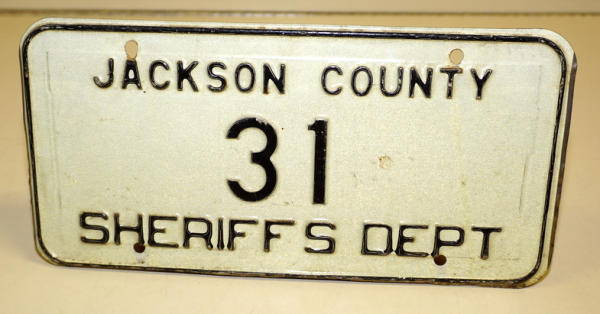 JACKSON COUNTY
31
SHERIFFS DEPT